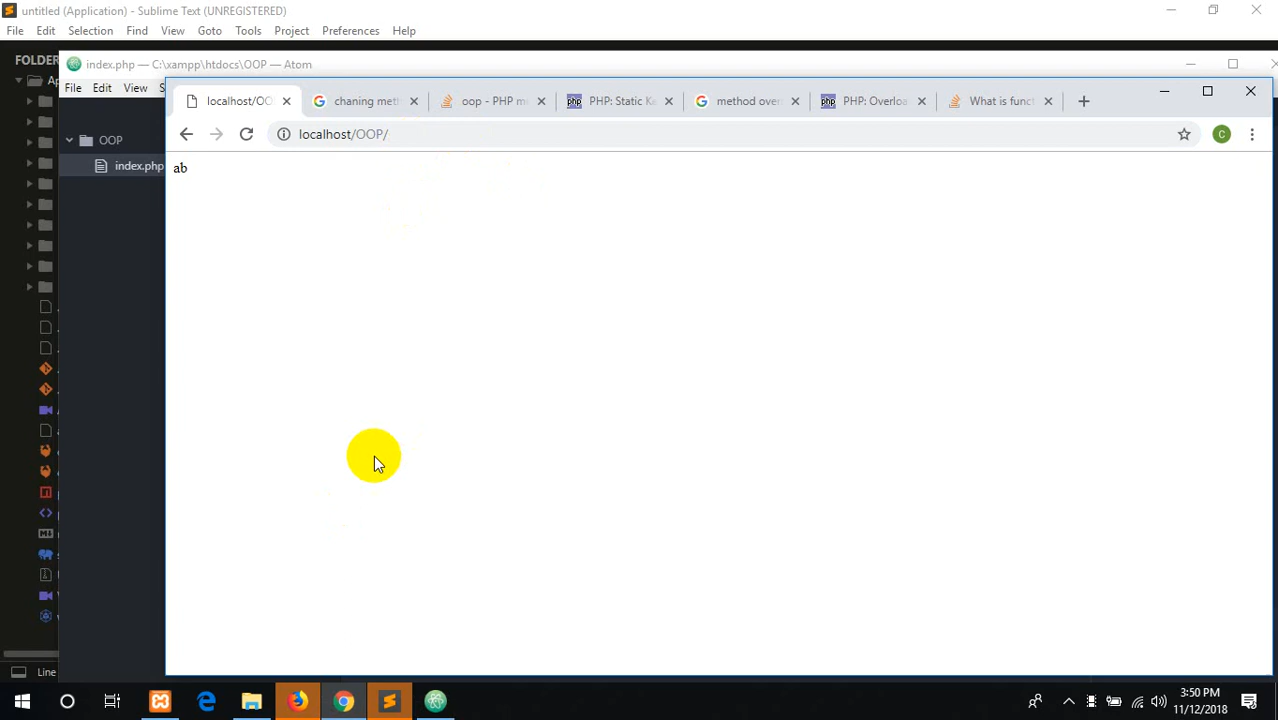 untitled (Application) - Sublime Text (UNREGISTERED)
File Edit Selection Find View Goto Tools Project Preferences Help
FOLDER
index.php — C:\xampp\htdocs\OOP — Atom
File Edit View S
localhost/OO
chaning met
oop - PHP m
PHP: Static K
method over
PHP: Overloa
What is funct
localhost/OOP/
C
OOP
index.php
ab
Line
3:50 PM
11/12/2018